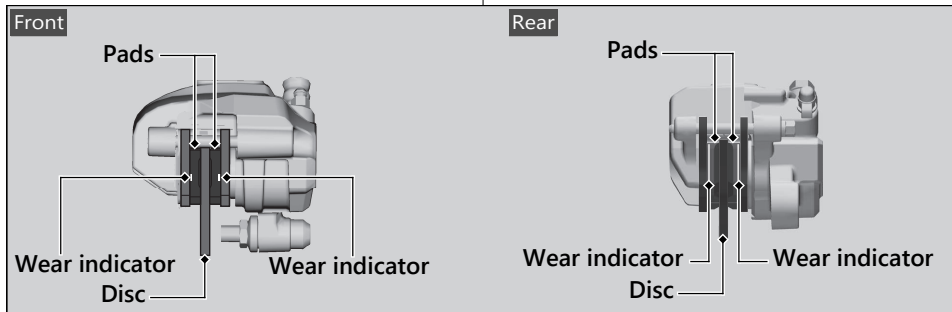 Front
Pads
Wear indicator
Wear indicator
Disc
Rear
Pads
Wear indicator
Wear indicator
Disc